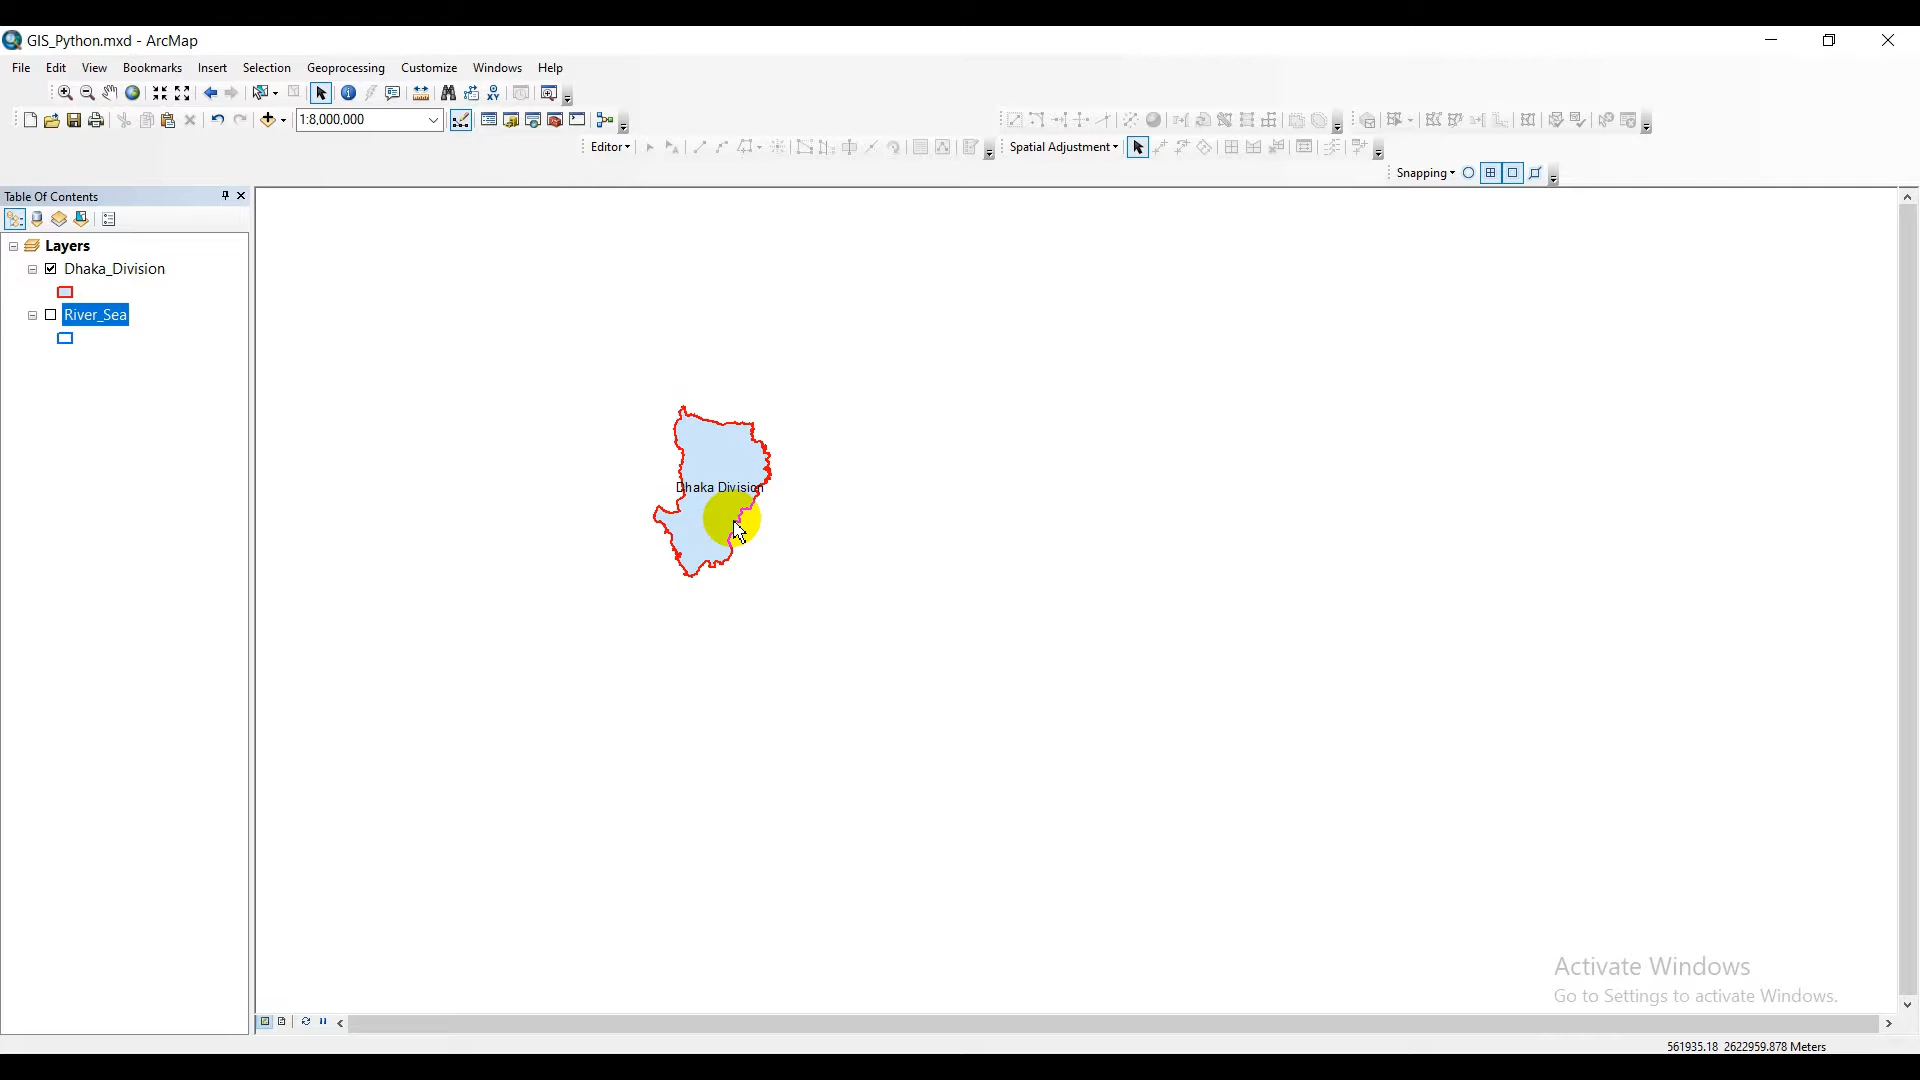 GIS_Python.mxd - ArcMap
File Edit View Bookmarks Insert Selection Geoprocessing Customize Windows Help
1:8,000,000
Editor Spatial Adjustment
Snapping
Table Of Contents
Layers
Dhaka_Division
River_Sea
Dhaka Division
Activate Windows
Go to Settings to activate Windows.
561935.18 2622959.878 Meters